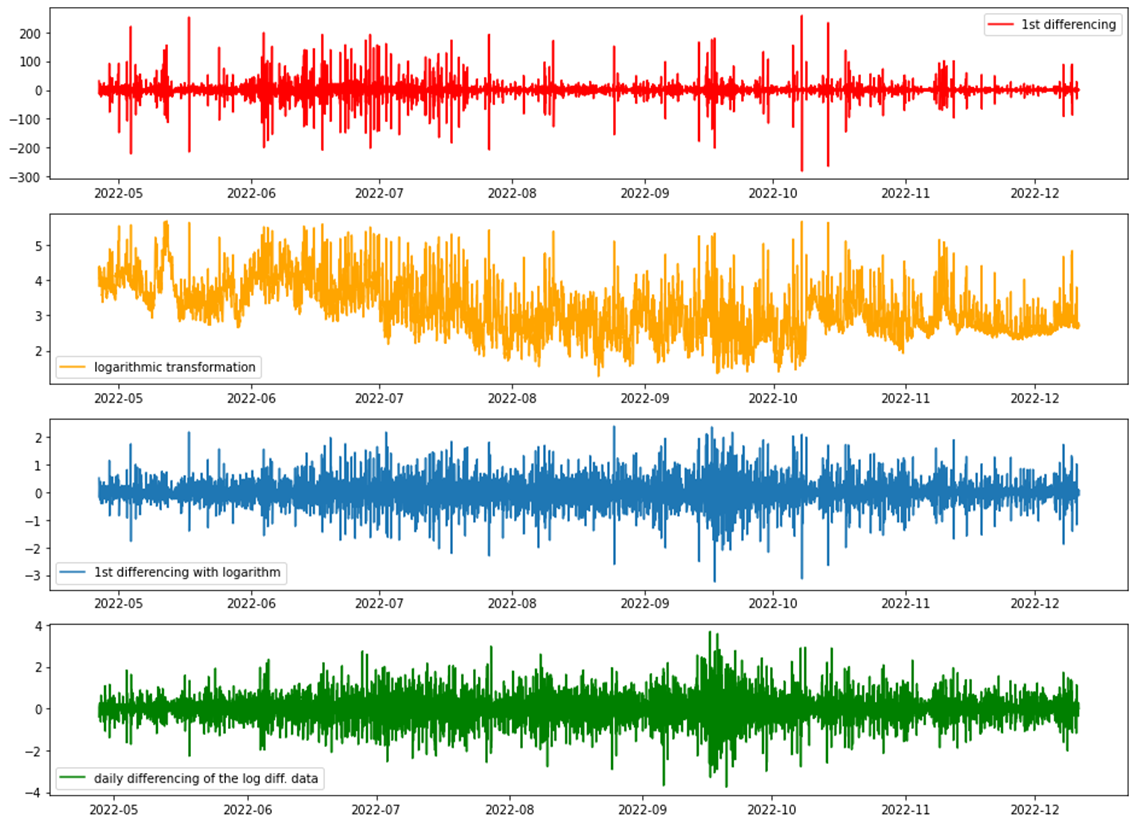 1st differencing
200
100
0
−100
−200
−300
2022-05 2022-06 2022-07 2022-08 2022-09 2022-10 2022-11 2022-12
5
4
3
2
logarithmic transformation
2022-05 2022-06 2022-07 2022-08 2022-09 2022-10 2022-11 2022-12
2
1
0
−1
−2
−3
1st differencing with logarithm
2022-05 2022-06 2022-07 2022-08 2022-09 2022-10 2022-11 2022-12
4
2
0
−2
−4
daily differencing of the log diff. data
2022-05 2022-06 2022-07 2022-08 2022-09 2022-10 2022-11 2022-12